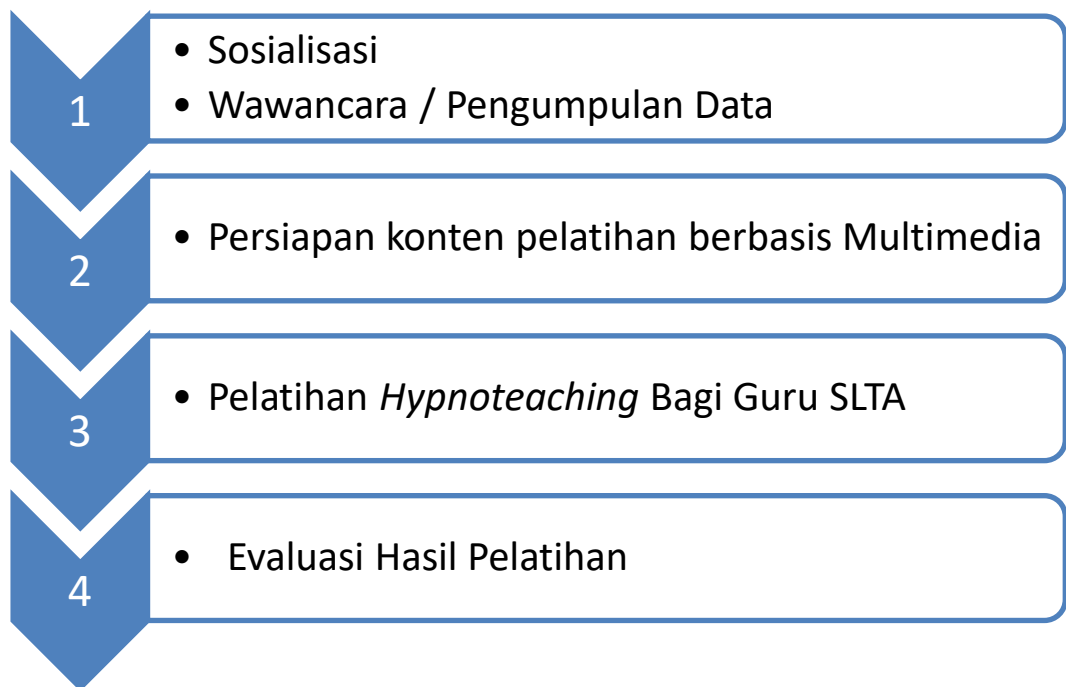 1
• Sosialisasi
• Wawancara / Pengumpulan Data
2
• Persiapan konten pelatihan berbasis Multimedia
3
• Pelatihan Hypnoteaching Bagi Guru SLTA
4
• Evaluasi Hasil Pelatihan